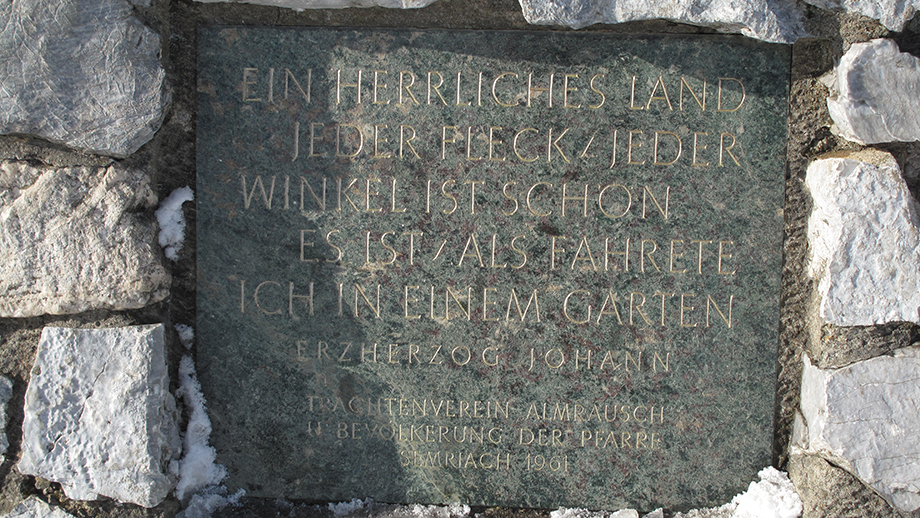 EIN HERRLICHES LAND
JEDER FLECK / JEDER
WINKEL IST SCHÖN
ES IST / ALS FAHRETE
ICH IN EINEM GARTEN
ERZHERZOG JOHANN
TRACHTENVEREIN ALMRAUSCH
U. BEVÖLKERUNG DER PFARRE
SEMRIACH 1961